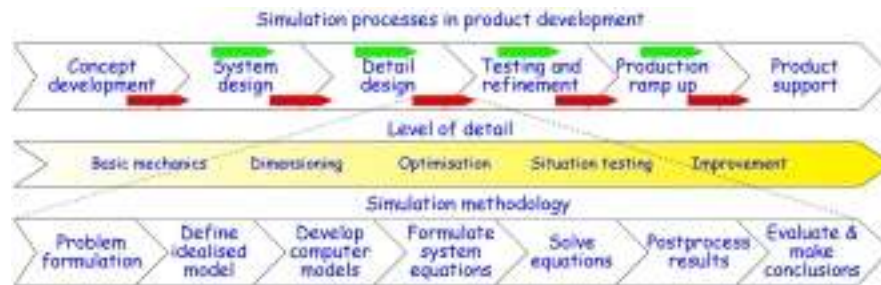 Simulation processes in product development
Concept development
System design
Detail design
Testing and refinement
Production ramp up
Product support
Level of detail
Basic mechanics
Dimensioning
Optimisation
Situation testing
Improvement
Simulation methodology
Problem formulation
Define idealised model
Develop computer models
Formulate system equations
Solve equations
Postprocess results
Evaluate & make conclusions